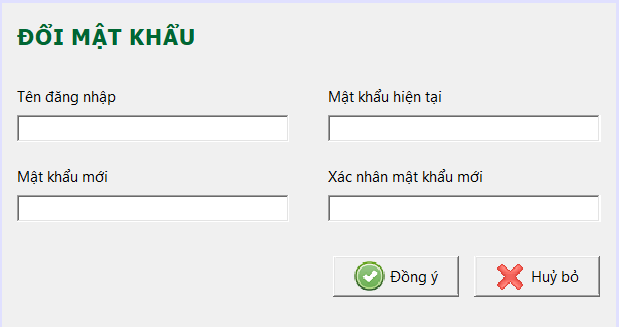 ĐỔI MẬT KHẨU
Tên đăng nhập
Mật khẩu hiện tại
Mật khẩu mới
Xác nhân mật khẩu mới
Đồng ý
Huỷ bỏ